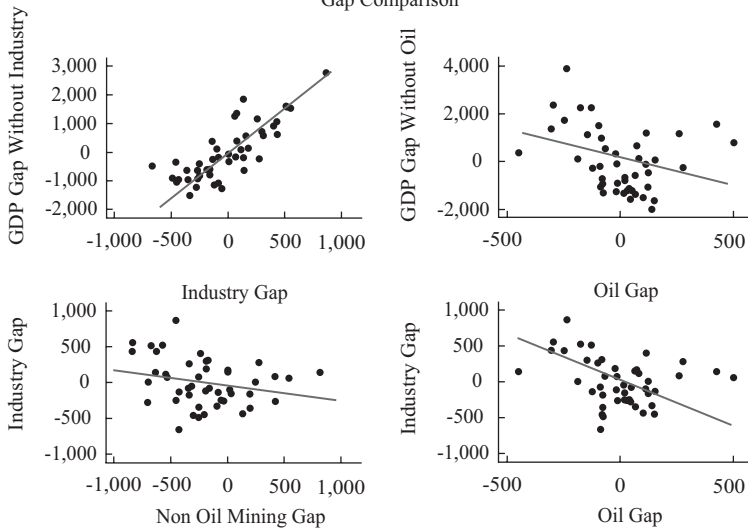 Gap Comparison
GDP Gap Without Industry
3,000
2,000
1,000
0
-1,000
-2,000
-1,000 -500 0 500 1,000
Industry Gap
GDP Gap Without Oil
4,000
2,000
0
-2,000
-500 0 500
Oil Gap
Industry Gap
1,000
500
0
-500
-1,000
-1,000 -500 0 500 1,000
Non Oil Mining Gap
Industry Gap
1,000
500
0
-500
-1,000
-500 0 500
Oil Gap